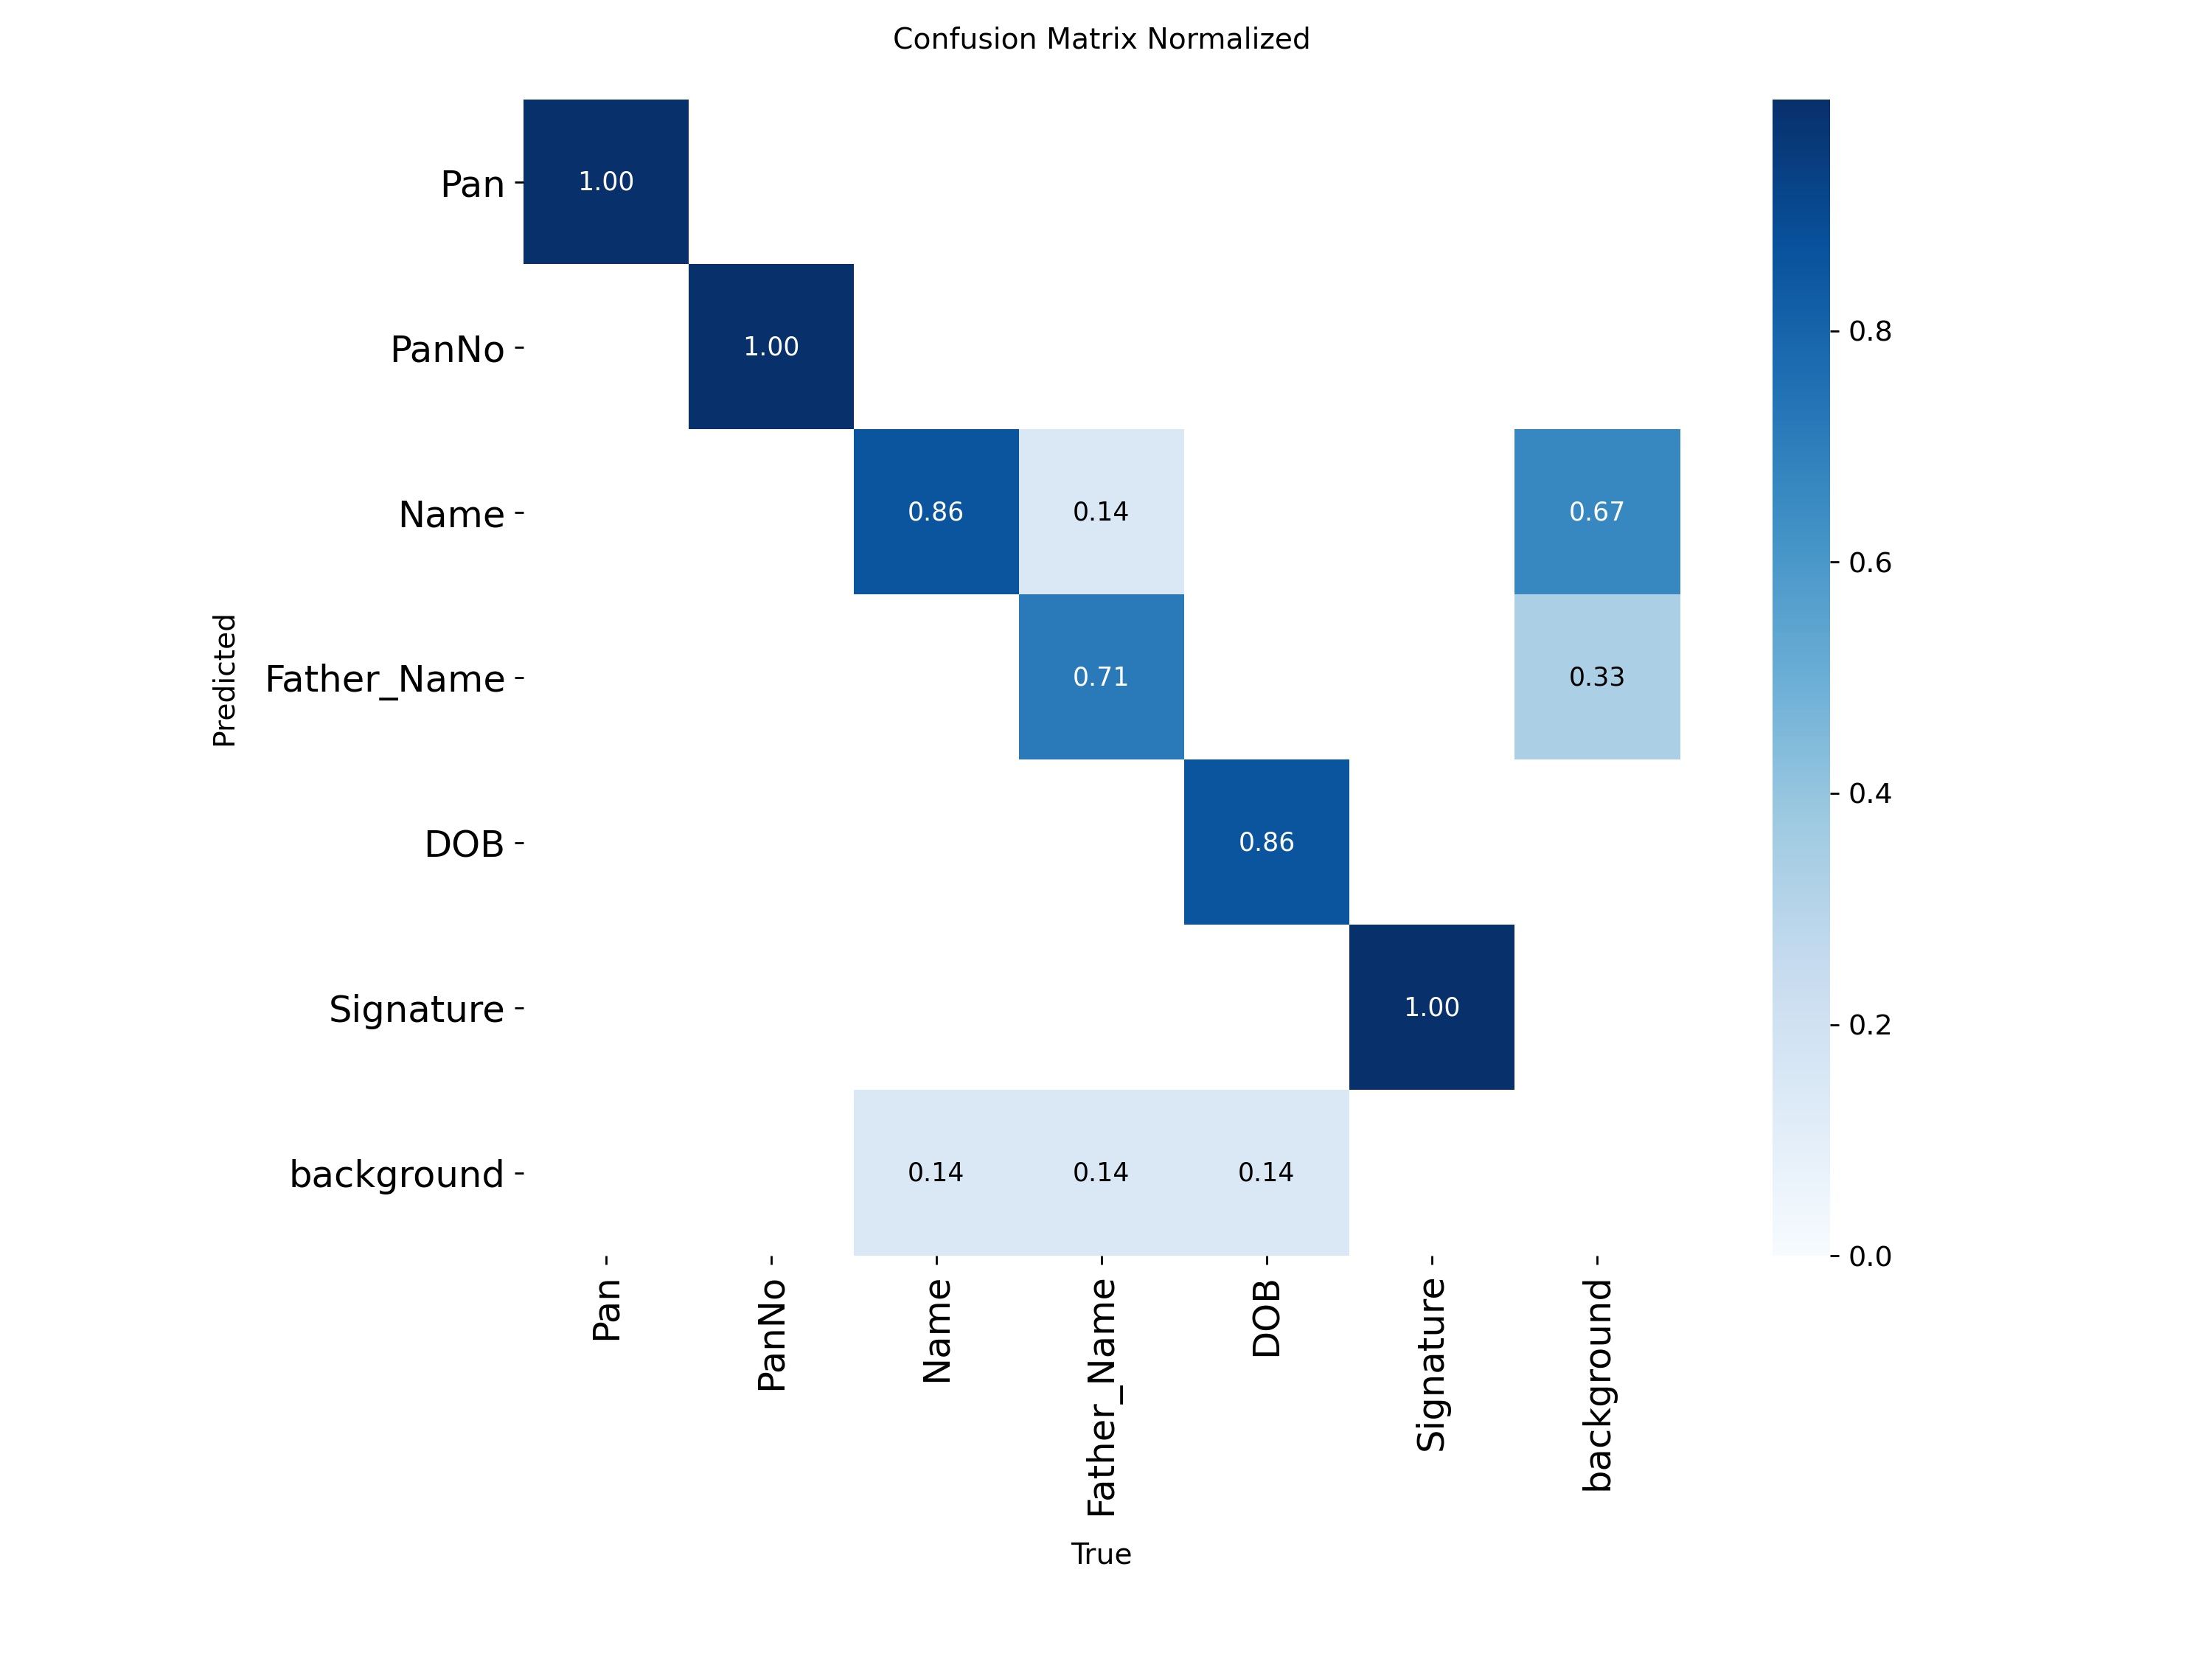 Confusion Matrix Normalized
Pan
1.00
PanNo
1.00
0.8
Name
0.86
0.14
0.67
0.6
Predicted
Father_Name
0.71
0.33
0.4
DOB
0.86
Signature
1.00
0.2
background
0.14
0.14
0.14
0.0
Pan
PanNo
Name
Father_Name
DOB
Signature
background
True